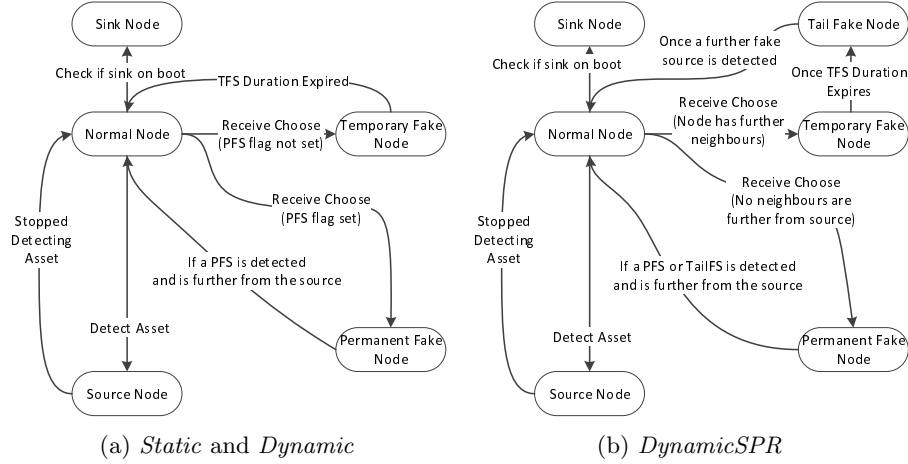 Sink Node
Check if sink on boot
TFS Duration Expired
Normal Node
Receive Choose
(PFS flag not set)
Temporary Fake
Node
Receive Choose
(PFS flag set)
Stopped
Detecting
Asset
If a PFS is detected
and is further from the source
Detect Asset
Permanent Fake
Node
Source Node
(a) Static and Dynamic
Sink Node
Tail Fake Node
Once a further fake
source is detected
Check if sink on boot
Once TFS Duration
Expires
Normal Node
Receive Choose
(Node has further
neighbours)
Temporary Fake
Node
Receive Choose
(No neighbours are
further from source)
Stopped
Detecting
Asset
If a PFS or TailFS is detected
and is further from the source
Detect Asset
Permanent Fake
Node
Source Node
(b) DynamicSPR